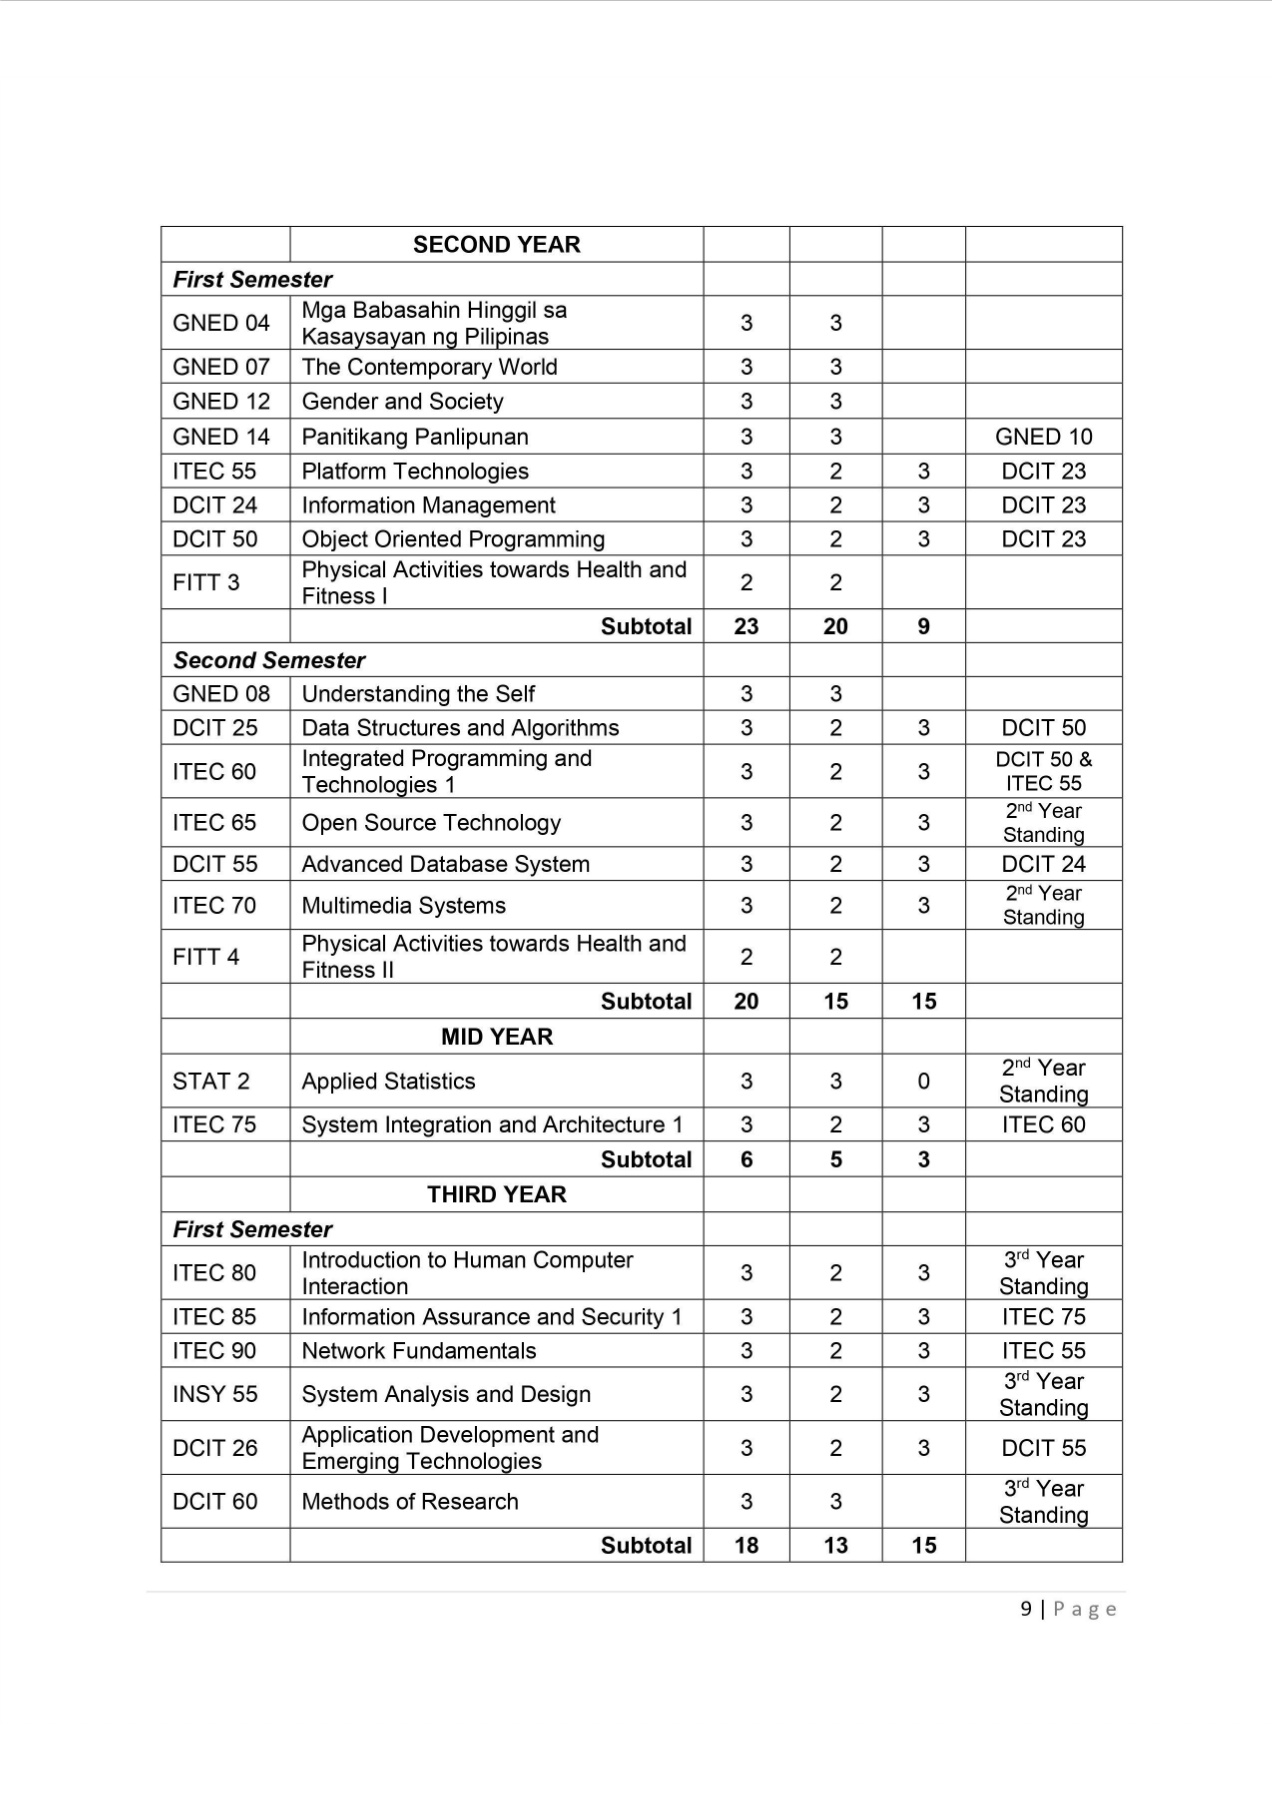 SECOND YEAR
First Semester
GNED 04 Mga Babasahin Hinggil sa Kasaysayan ng Pilipinas 3 3
GNED 07 The Contemporary World 3 3
GNED 12 Gender and Society 3 3
GNED 14 Panitikang Panlipunan 3 3 GNED 10
ITEC 55 Platform Technologies 3 2 3 DCIT 23
DCIT 24 Information Management 3 2 3 DCIT 23
DCIT 50 Object Oriented Programming 3 2 3 DCIT 23
FITT 3 Physical Activities towards Health and Fitness I 2 2
Subtotal 23 20 9
Second Semester
GNED 08 Understanding the Self 3 3
DCIT 25 Data Structures and Algorithms 3 2 3 DCIT 50
ITEC 60 Integrated Programming and Technologies 1 3 2 3 DCIT 50 & ITEC 55
ITEC 65 Open Source Technology 3 2 3 2nd Year Standing
DCIT 55 Advanced Database System 3 2 3 DCIT 24
ITEC 70 Multimedia Systems 3 2 3 2nd Year Standing
FITT 4 Physical Activities towards Health and Fitness II 2 2
Subtotal 20 15 15
MID YEAR
STAT 2 Applied Statistics 3 3 0 2nd Year Standing
ITEC 75 System Integration and Architecture 1 3 2 3 ITEC 60
Subtotal 6 5 3
THIRD YEAR
First Semester
ITEC 80 Introduction to Human Computer Interaction 3 2 3 3rd Year Standing
ITEC 85 Information Assurance and Security 1 3 2 3 ITEC 75
ITEC 90 Network Fundamentals 3 2 3 ITEC 55
INSY 55 System Analysis and Design 3 2 3 3rd Year Standing
DCIT 26 Application Development and Emerging Technologies 3 2 3 DCIT 55
DCIT 60 Methods of Research 3 3 3rd Year Standing
Subtotal 18 13 15
9 | Page